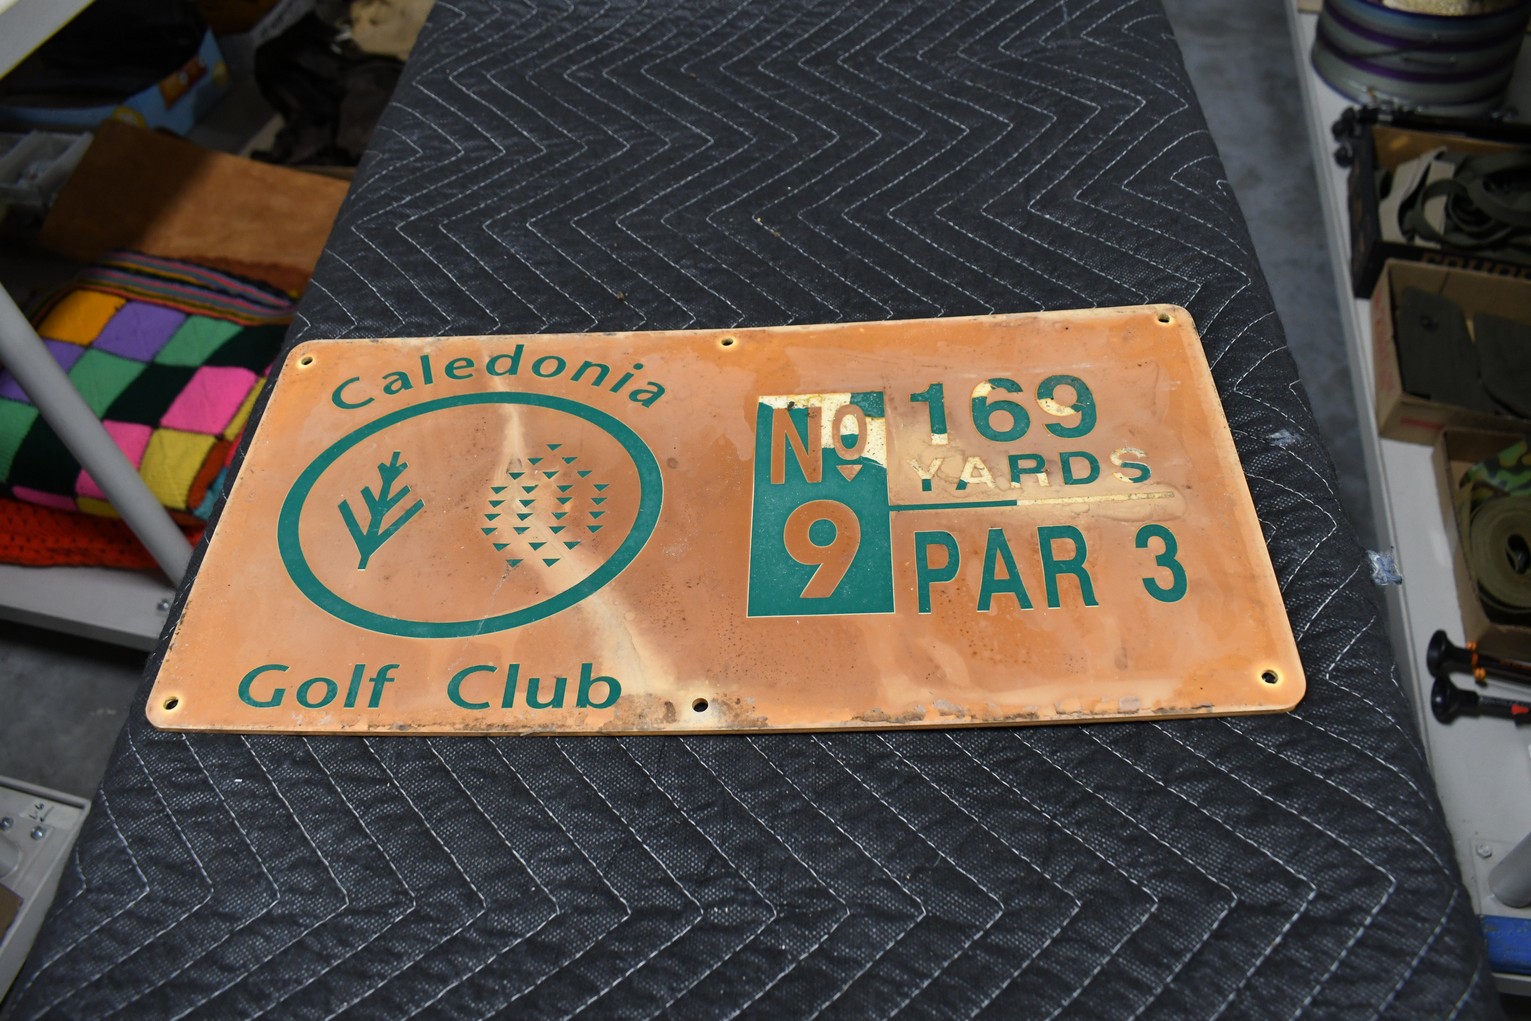 Caledonia
Golf Club
No
9
169
YARDS
PAR 3